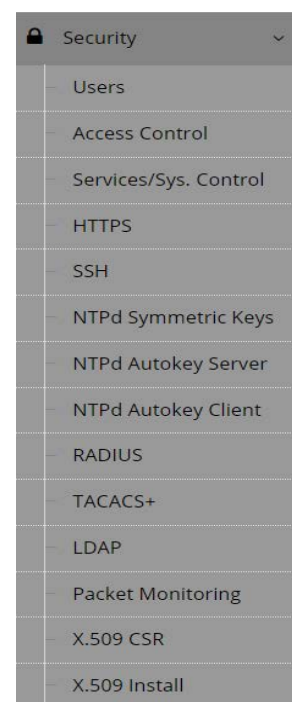 Security
Users
Access Control
Services/Sys. Control
HTTPS
SSH
NTPd Symmetric Keys
NTPd Autokey Server
NTPd Autokey Client
RADIUS
TACACS+
LDAP
Packet Monitoring
X.509 CSR
X.509 Install